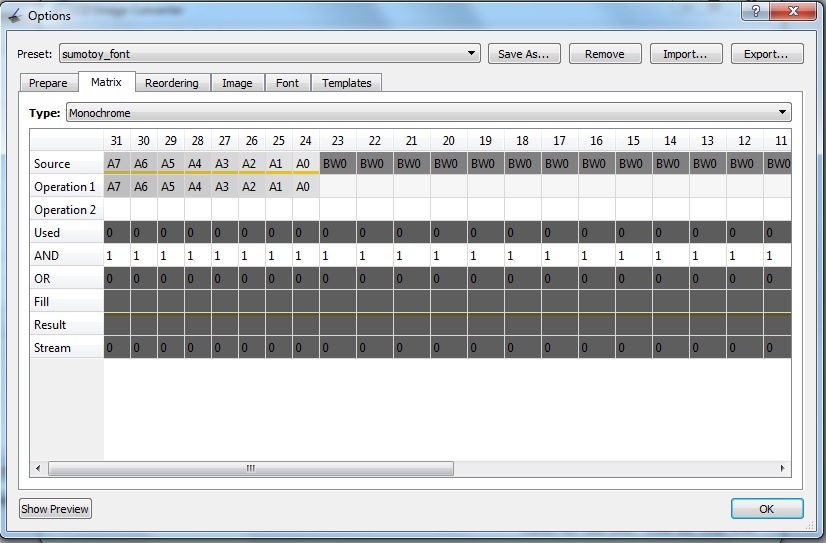 Options
Preset: sumotoy_font Save As... Remove Import... Export...
Prepare Matrix Reordering Image Font Templates
Type: Monochrome
31 30 29 28 27 26 25 24 23 22 21 20 19 18 17 16 15 14 13 12 11
Source A7 A6 A5 A4 A3 A2 A1 A0 BW0 BW0 BW0 BW0 BW0 BW0 BW0 BW0 BW0 BW0 BW0 BW0 BW0
Operation 1 A7 A6 A5 A4 A3 A2 A1 A0
Operation 2
Used 0 0 0 0 0 0 0 0 0 0 0 0 0 0 0 0 0 0 0 0 0
AND 1 1 1 1 1 1 1 1 1 1 1 1 1 1 1 1 1 1 1 1 1
OR 0 0 0 0 0 0 0 0 0 0 0 0 0 0 0 0 0 0 0 0 0
Fill
Result
Stream 0 0 0 0 0 0 0 0 0 0 0 0 0 0 0 0 0 0 0 0 0
Show Preview OK